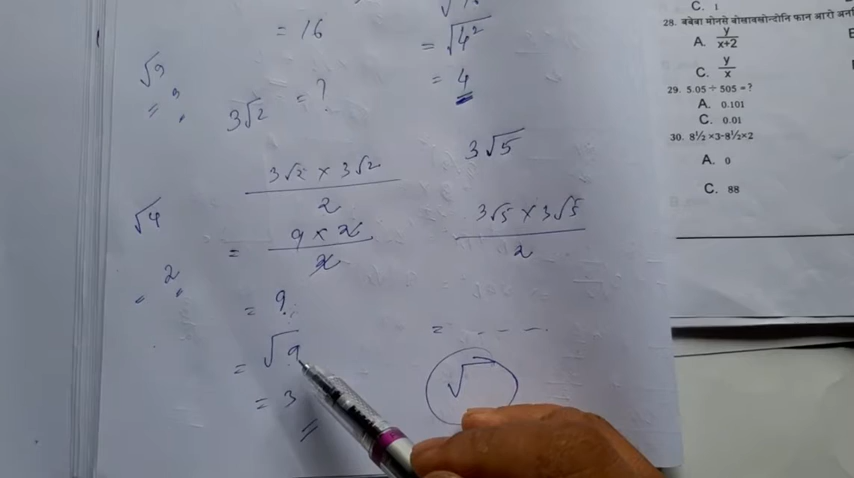 = 16
= √4²
= 4
√9
= 9.
3√2 = ?
3√5
3√2 × 3√2
2
3√5 × 3√5
2
√4
= 9 × 2
2
= 2.
= 9.
= √9
= 3
= - - - -
√
C. 1
28.
A. y
x+2
C. y
x
29. 5.05 ÷ 505 = ?
A. 0.101
C. 0.01
30. 8½ ×3-8½×2
A. 0
C. 88